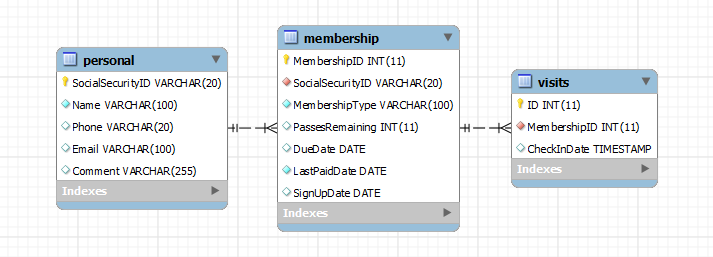 personal
SocialSecurityID VARCHAR(20)
Name VARCHAR(100)
Phone VARCHAR(20)
Email VARCHAR(100)
Comment VARCHAR(255)
Indexes
membership
MembershipID INT(11)
SocialSecurityID VARCHAR(20)
MembershipType VARCHAR(100)
PassesRemaining INT(11)
DueDate DATE
LastPaidDate DATE
SignUpDate DATE
Indexes
visits
ID INT(11)
MembershipID INT(11)
CheckInDate TIMESTAMP
Indexes